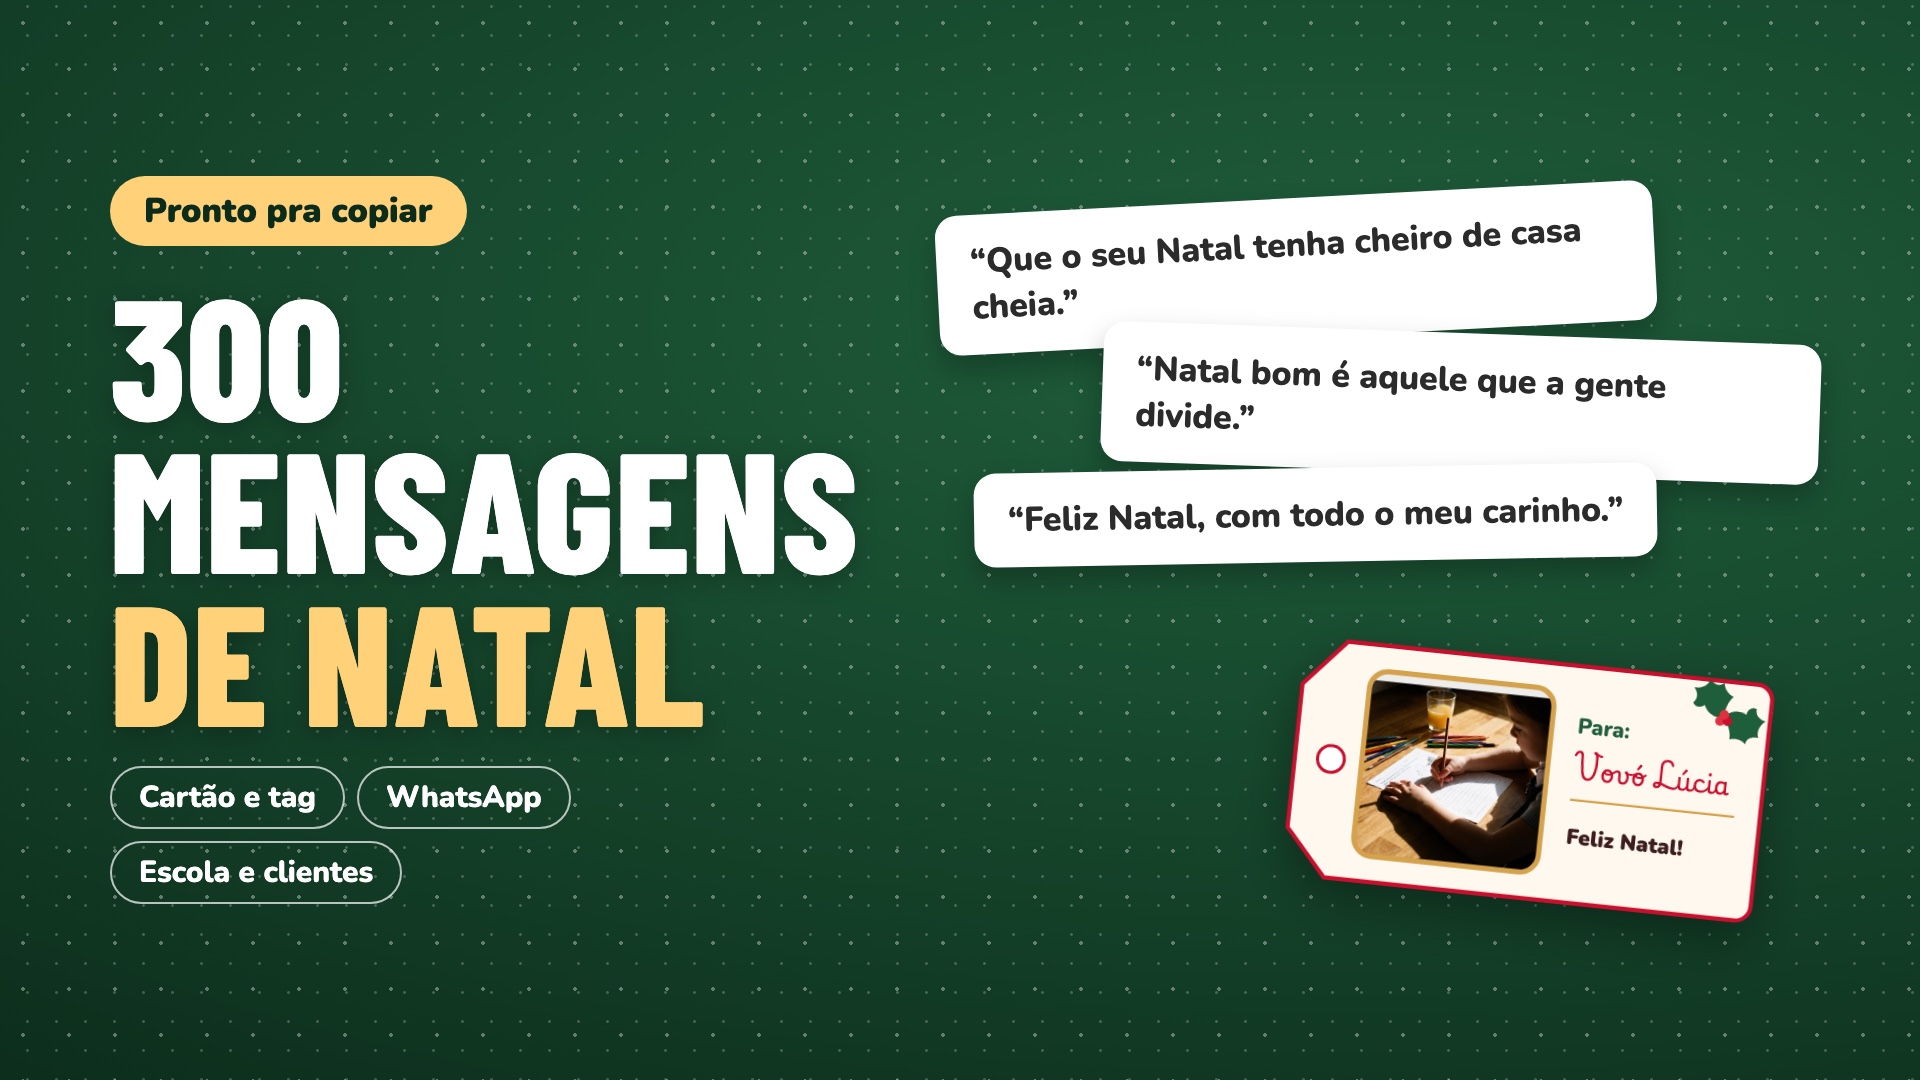 Pronto pra copiar
300
MENSAGENS
DE NATAL
Cartão e tag
WhatsApp
Escola e clientes
“Que o seu Natal tenha cheiro de casa
cheia.”
“Natal bom é aquele que a gente
divide.”
“Feliz Natal, com todo o meu carinho.”
Para:
Vovó Lúcia
Feliz Natal!